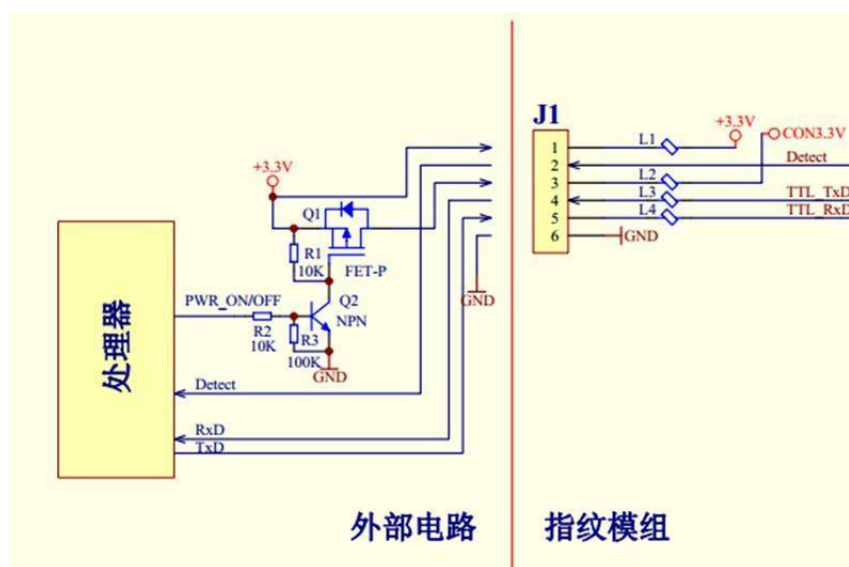 +3.3V
Q1
R1
10K
FET-P
PWR_ON/OFF
Q2
NPN
R2
10K
R3
100K
GND
GND
处理器
Detect
RxD
TxD
外部电路
J1
1
2
3
4
5
6
L1
L2
L3
L4
+3.3V
CON3.3V
Detect
TTL_TxD
TTL_RxD
GND
指纹模组